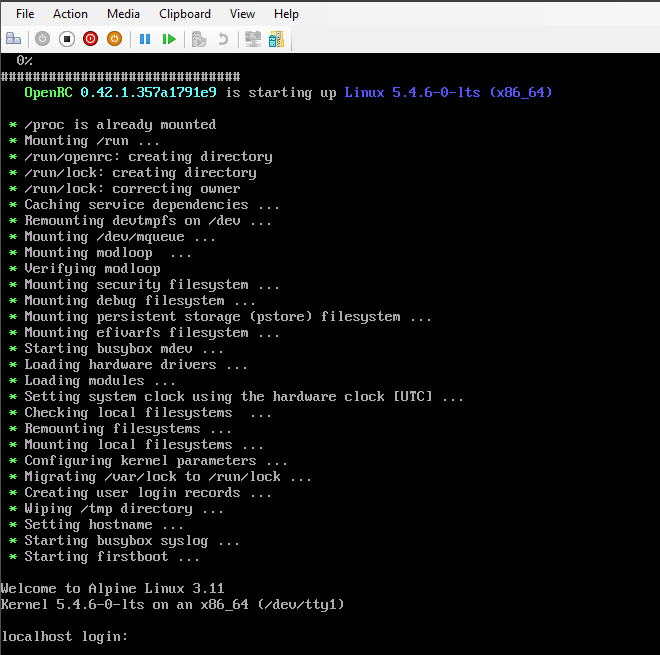 File Action Media Clipboard View Help
0%
##############################
OpenRC 0.42.1.357a1791e9 is starting up Linux 5.4.6-0-lts (x86_64)
* /proc is already mounted
* Mounting /run ...
* /run/openrc: creating directory
* /run/lock: creating directory
* /run/lock: correcting owner
* Caching service dependencies ...
* Remounting devtmpfs on /dev ...
* Mounting /dev/mqueue ...
* Mounting modloop  ...
* Verifying modloop
* Mounting security filesystem ...
* Mounting debug filesystem ...
* Mounting persistent storage (pstore) filesystem ...
* Mounting efivarfs filesystem ...
* Starting busybox mdev ...
* Loading hardware drivers ...
* Loading modules ...
* Setting system clock using the hardware clock [UTC] ...
* Checking local filesystems  ...
* Remounting filesystems ...
* Mounting local filesystems ...
* Configuring kernel parameters ...
* Migrating /var/lock to /run/lock ...
* Creating user login records ...
* Wiping /tmp directory ...
* Setting hostname ...
* Starting busybox syslog ...
* Starting firstboot ...
Welcome to Alpine Linux 3.11
Kernel 5.4.6-0-lts on an x86_64 (/dev/tty1)
localhost login: